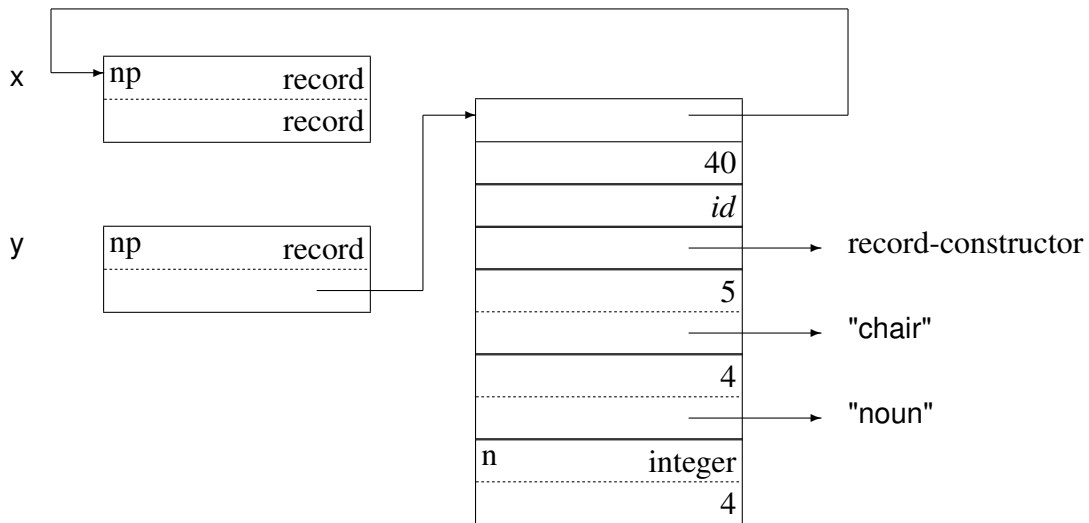 x
np record
record
40
id
y
np record
record-constructor
5
"chair"
4
"noun"
n integer
4